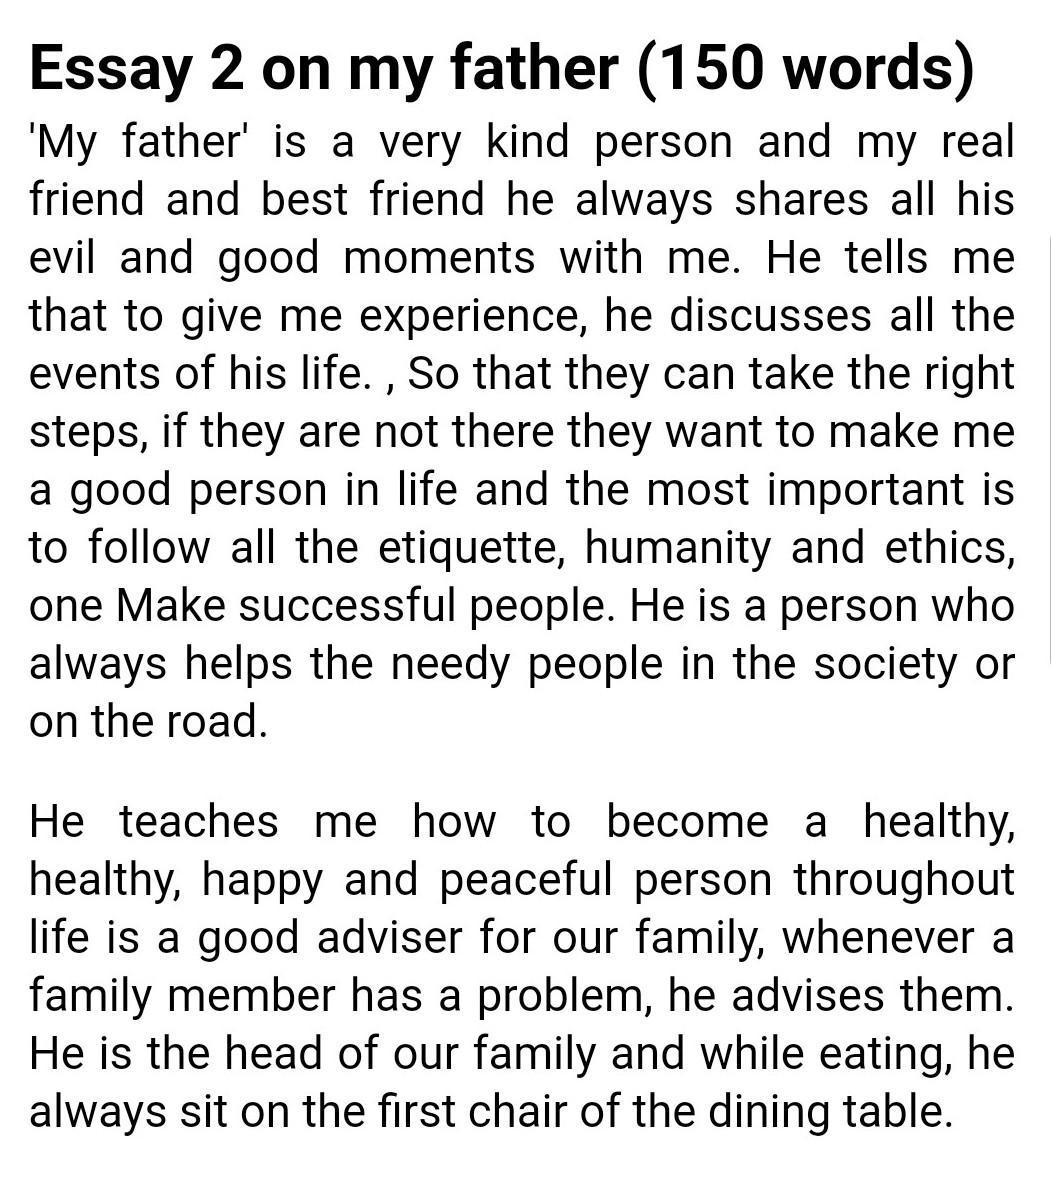 Essay 2 on my father (150 words)
'My father' is a very kind person and my real
friend and best friend he always shares all his
evil and good moments with me. He tells me
that to give me experience, he discusses all the
events of his life. , So that they can take the right
steps, if they are not there they want to make me
a good person in life and the most important is
to follow all the etiquette, humanity and ethics,
one Make successful people. He is a person who
always helps the needy people in the society or
on the road.
He teaches me how to become a healthy,
healthy, happy and peaceful person throughout
life is a good adviser for our family, whenever a
family member has a problem, he advises them.
He is the head of our family and while eating, he
always sit on the first chair of the dining table.